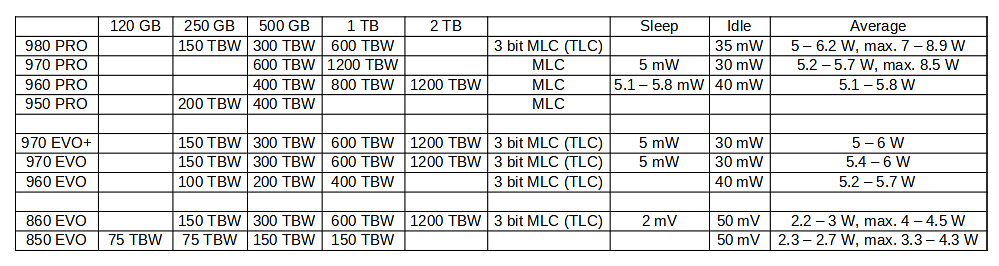 120 GB 250 GB 500 GB 1 TB 2 TB Sleep Idle Average
980 PRO 150 TBW 300 TBW 600 TBW 3 bit MLC (TLC) 35 mW 5 – 6.2 W, max. 7 – 8.9 W
970 PRO 600 TBW 1200 TBW MLC 5 mW 30 mW 5.2 – 5.7 W, max. 8.5 W
960 PRO 400 TBW 800 TBW 1200 TBW MLC 5.1 – 5.8 mW 40 mW 5.1 – 5.8 W
950 PRO 200 TBW 400 TBW MLC
970 EVO+ 150 TBW 300 TBW 600 TBW 1200 TBW 3 bit MLC (TLC) 5 mW 30 mW 5 – 6 W
970 EVO 150 TBW 300 TBW 600 TBW 1200 TBW 3 bit MLC (TLC) 5 mW 30 mW 5.4 – 6 W
960 EVO 100 TBW 200 TBW 400 TBW 3 bit MLC (TLC) 40 mW 5.2 – 5.7 W
860 EVO 150 TBW 300 TBW 600 TBW 1200 TBW 3 bit MLC (TLC) 2 mV 50 mV 2.2 – 3 W, max. 4 – 4.5 W
850 EVO 75 TBW 75 TBW 150 TBW 150 TBW 50 mV 2.3 – 2.7 W, max. 3.3 – 4.3 W